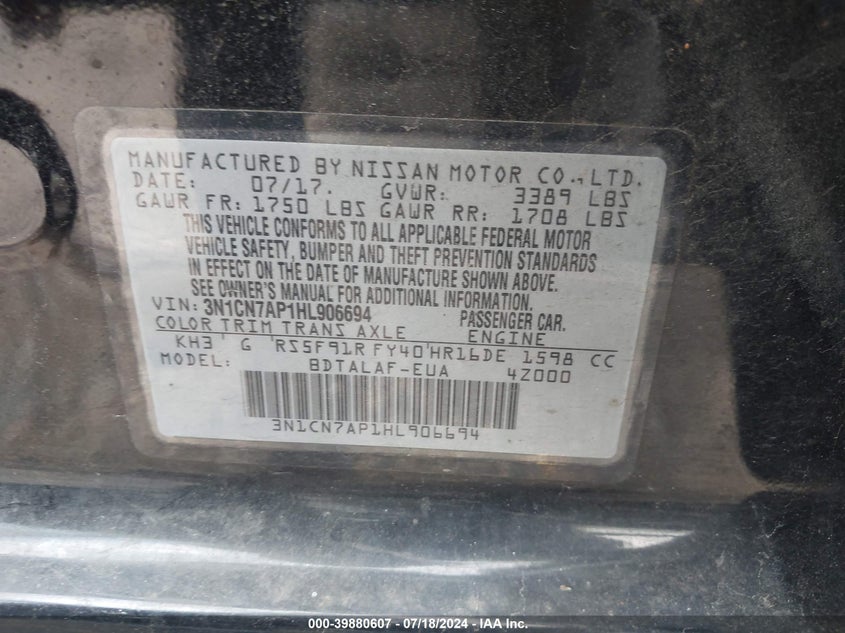 MANUFACTURED BY NISSAN MOTOR CO., LTD.
DATE: 07/17. GVWR: 3389 LBS
GAWR FR: 1750 LBS GAWR RR: 1708 LBS
THIS VEHICLE CONFORMS TO ALL APPLICABLE FEDERAL MOTOR
VEHICLE SAFETY, BUMPER AND THEFT PREVENTION STANDARDS
IN EFFECT ON THE DATE OF MANUFACTURE SHOWN ABOVE.
SEE OWNER'S MANUAL FOR ADDITIONAL INFORMATION.
VIN: 3N1CN7AP1HL906694 PASSENGER CAR.
COLOR TRIM TRANS AXLE ENGINE
KH3 G RS5F91R FY40 HR16DE 1598 CC
MODEL: BDTALAF-EUA 4Z000
3N1CN7AP1HL906694
000-39880607 - 07/18/2024 - IAA Inc.